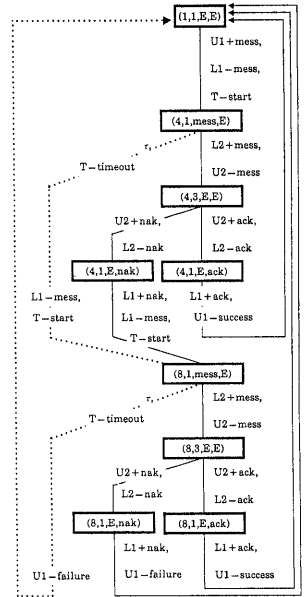 (1,1,E,E)
U1+mess,
L1−mess,
T−start
(4,1,mess,E)
τ,
T−timeout
L2+mess,
U2−mess
(4,3,E,E)
U2+nak,
L2−nak
U2+ack,
L2−ack
(4,1,E,nak)
(4,1,E,ack)
L1−mess,
T−start
L1+nak,
L1−mess,
T−start
L1+ack,
U1−success
(8,1,mess,E)
τ,
T−timeout
L2+mess,
U2−mess
(8,3,E,E)
U2+nak,
L2−nak
U2+ack,
L2−ack
(8,1,E,nak)
(8,1,E,ack)
L1+nak,
L1+ack,
U1−failure
U1−failure
U1−success